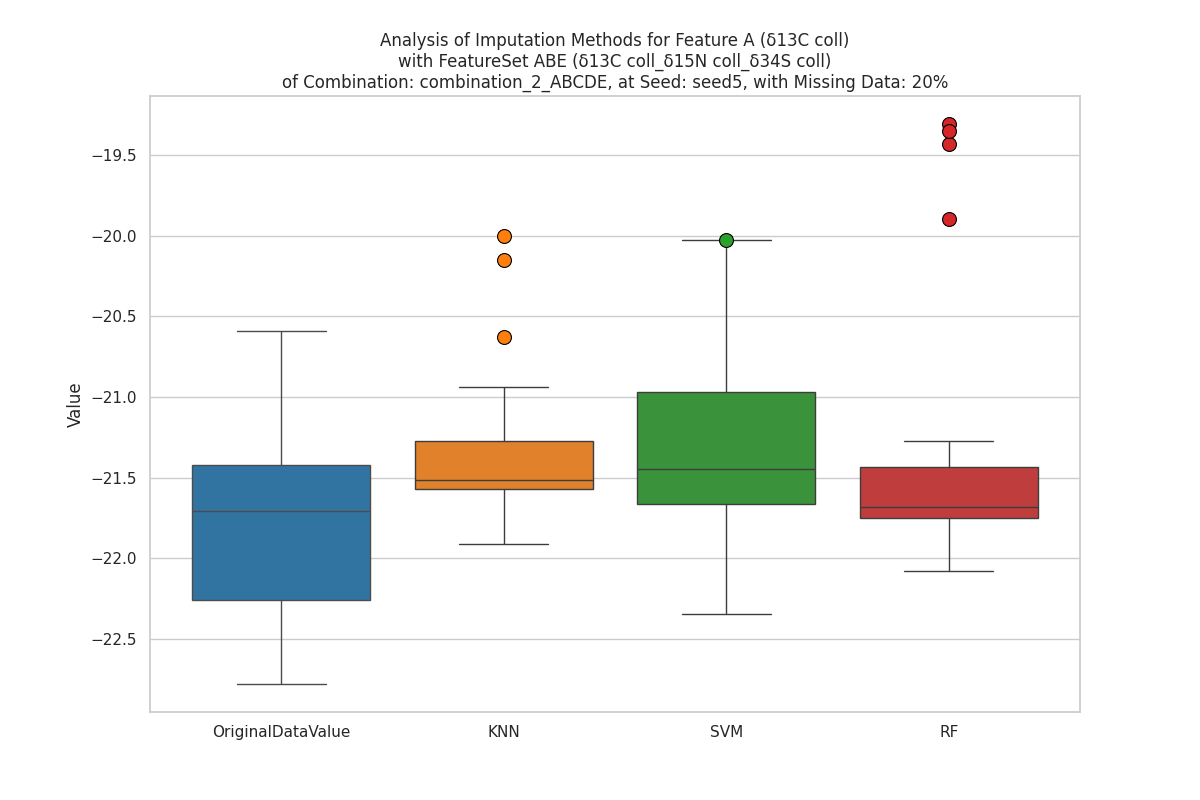 Analysis of Imputation Methods for Feature A (δ13C coll)
with FeatureSet ABE (δ13C coll_δ15N coll_δ34S coll)
of Combination: combination_2_ABCDE, at Seed: seed5, with Missing Data: 20%
Value
−19.5
−20.0
−20.5
−21.0
−21.5
−22.0
−22.5
OriginalDataValue
KNN
SVM
RF